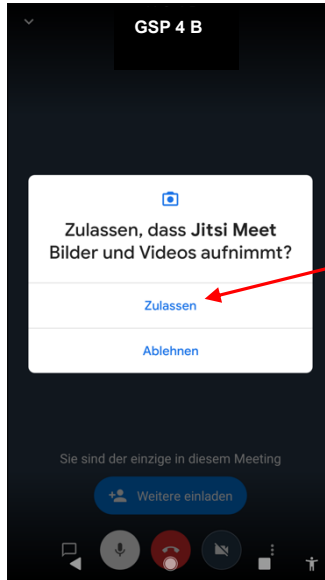 GSP 4 B
Zulassen, dass Jitsi Meet
Bilder und Videos aufnimmt?
Zulassen
Ablehnen
Sie sind der einzige in diesem Meeting
Weitere einladen